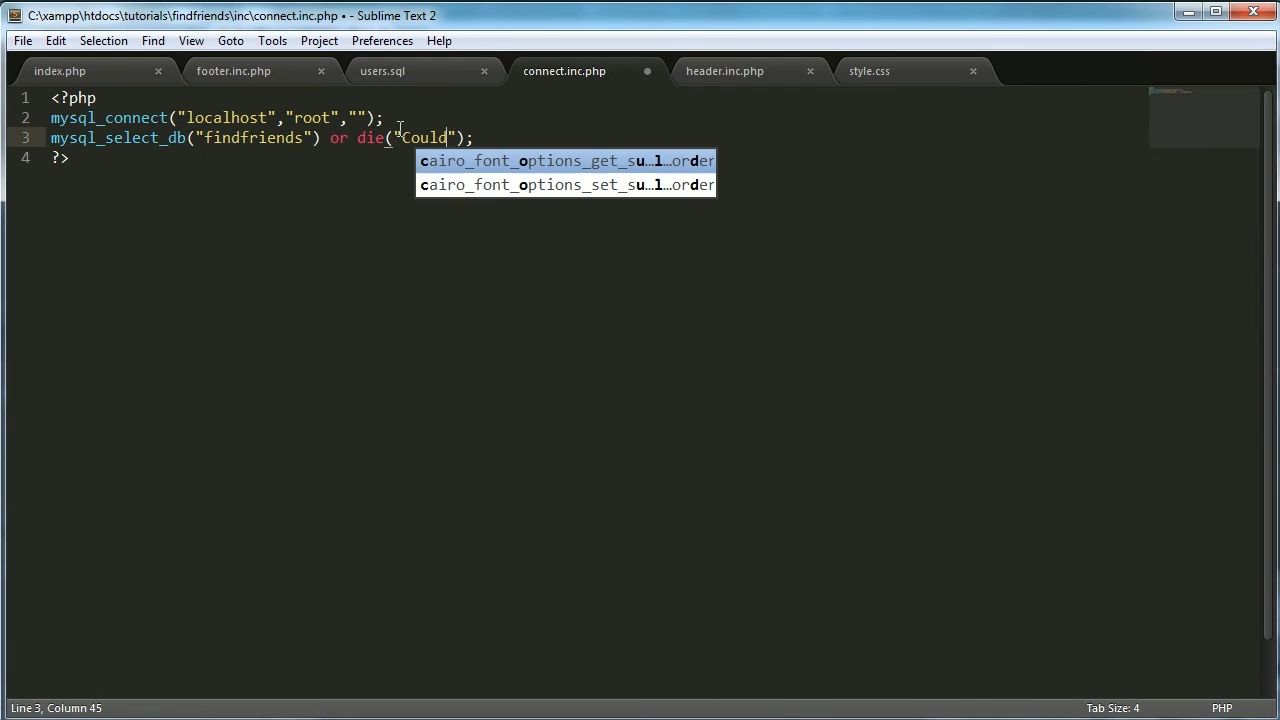 C:\xampp\htdocs\tutorials\findfriends\inc\connect.inc.php • - Sublime Text 2
File Edit Selection Find View Goto Tools Project Preferences Help
index.php × footer.inc.php × users.sql × connect.inc.php header.inc.php × style.css ×
1 <?php
2 mysql_connect("localhost","root","");
3 mysql_select_db("findfriends") or die("Could");
4 ?>
cairo_font_options_get_su…l…order
cairo_font_options_set_su…l…order
Line 3, Column 45 Tab Size: 4 PHP